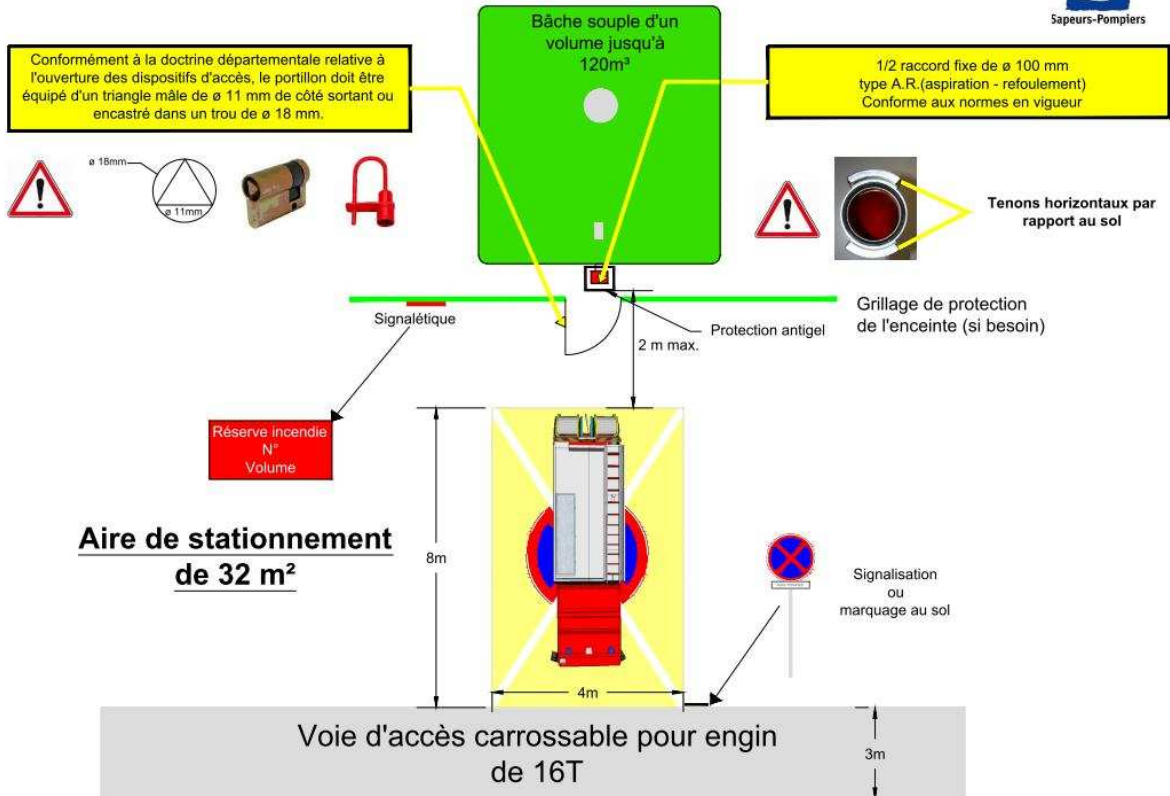 Sapeurs-Pompiers
Bâche souple d'un
volume jusqu'à
120m³
Conformément à la doctrine départementale relative à
l'ouverture des dispositifs d'accès, le portillon doit être
équipé d'un triangle mâle de ø 11 mm de côté sortant ou
encastré dans un trou de ø 18 mm.
1/2 raccord fixe de ø 100 mm
type A.R.(aspiration - refoulement)
Conforme aux normes en vigueur
ø 18mm
ø 11mm
Tenons horizontaux par
rapport au sol
Signalétique
Protection antigel
Grillage de protection
de l'enceinte (si besoin)
2 m max.
Réserve incendie
N°
Volume
Aire de stationnement
de 32 m²
8m
Signalisation
ou
marquage au sol
4m
Voie d'accès carrossable pour engin
de 16T
3m